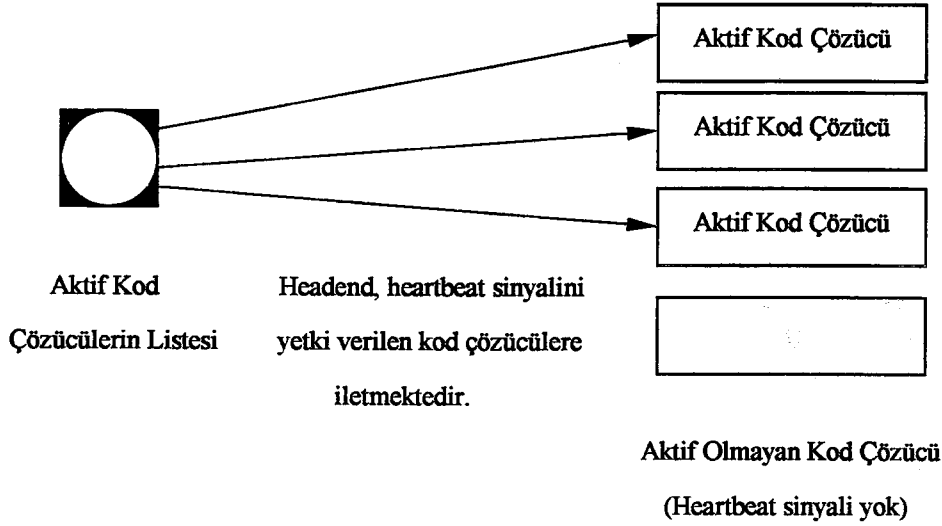 Aktif Kod Çözücü
Aktif Kod Çözücü
Aktif Kod Çözücü
Aktif Kod
Çözücülerin Listesi
Headend, heartbeat sinyalini
yetki verilen kod çözücülere
iletmektedir.
Aktif Olmayan Kod Çözücü
(Heartbeat sinyali yok)